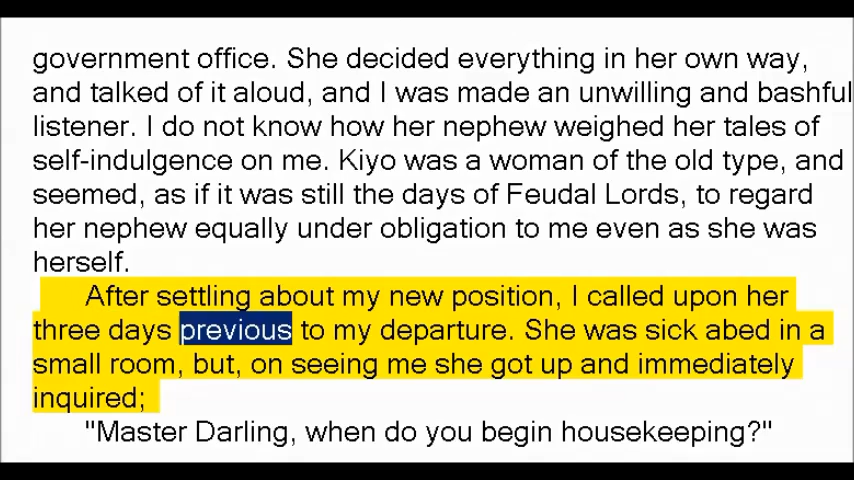 government office. She decided everything in her own way,
and talked of it aloud, and I was made an unwilling and bashful
listener. I do not know how her nephew weighed her tales of
self-indulgence on me. Kiyo was a woman of the old type, and
seemed, as if it was still the days of Feudal Lords, to regard
her nephew equally under obligation to me even as she was
herself.
After settling about my new position, I called upon her
three days previous to my departure. She was sick abed in a
small room, but, on seeing me she got up and immediately
inquired;
"Master Darling, when do you begin housekeeping?"